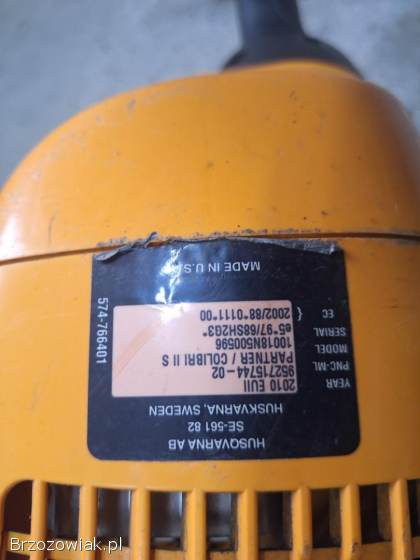 HUSQVARNA AB
SE-561 82
HUSKVARNA, SWEDEN
YEAR 2010 EUII
PNC-ML 952715744-02
MODEL PARTNER / COLIBRI II S
SERIAL 10018S500596
EC { e5*97/68SH2G3*
2002/88*0111*00
MADE IN U.S.
574-766401
Brzozowiak.pl